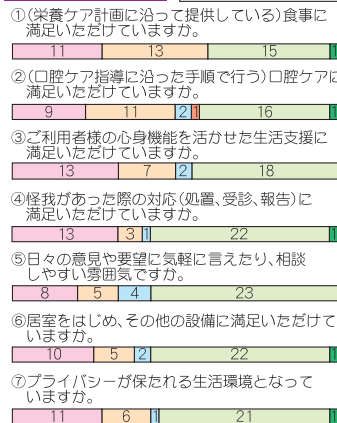 ①(栄養ケア計画に沿って提供している)食事に
満足いただけていますか。
11 13 15 1
②(口腔ケア指導に沿った手順で行う)口腔ケアに
満足いただけていますか。
9 11 2 1 16 1
③ご利用者様の心身機能を活かせた生活支援に
満足いただけていますか。
13 7 2 18
④怪我があった際の対応(処置、受診、報告)に
満足いただけていますか。
13 3 1 22 1
⑤日々の意見や要望に気軽に言えたり、相談
しやすい雰囲気ですか。
8 5 4 23
⑥居室をはじめ、その他の設備に満足いただけて
いますか。
10 5 2 22 1
⑦プライバシーが保たれる生活環境となって
いますか。
11 6 1 21 1